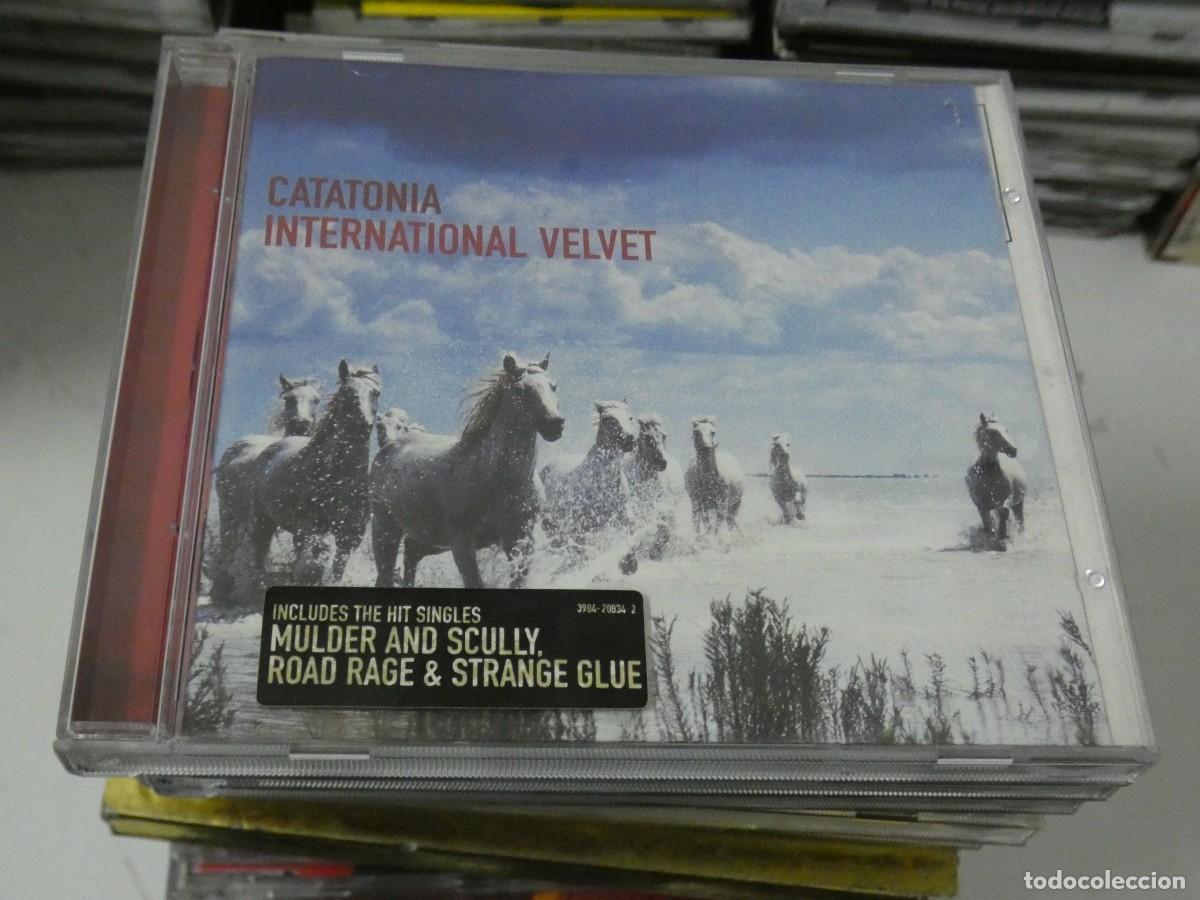 CATATONIA
INTERNATIONAL VELVET
INCLUDES THE HIT SINGLES
3984-20834 2
MULDER AND SCULLY,
ROAD RAGE & STRANGE GLUE
todocoleccion